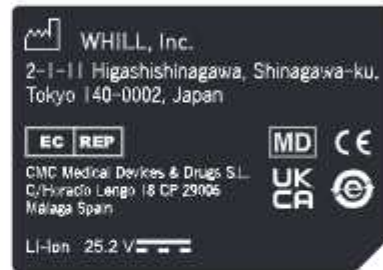 WHILL, Inc.
2-1-11 Higashishinagawa, Shinagawa-ku,
Tokyo 140-0002, Japan
EC REP
MD CE
CMC Medical Devices & Drugs S.L.
C/Horacio Lengo 18 CP 29006
Málaga Spain
UK
CA
Li-Ion 25.2 V